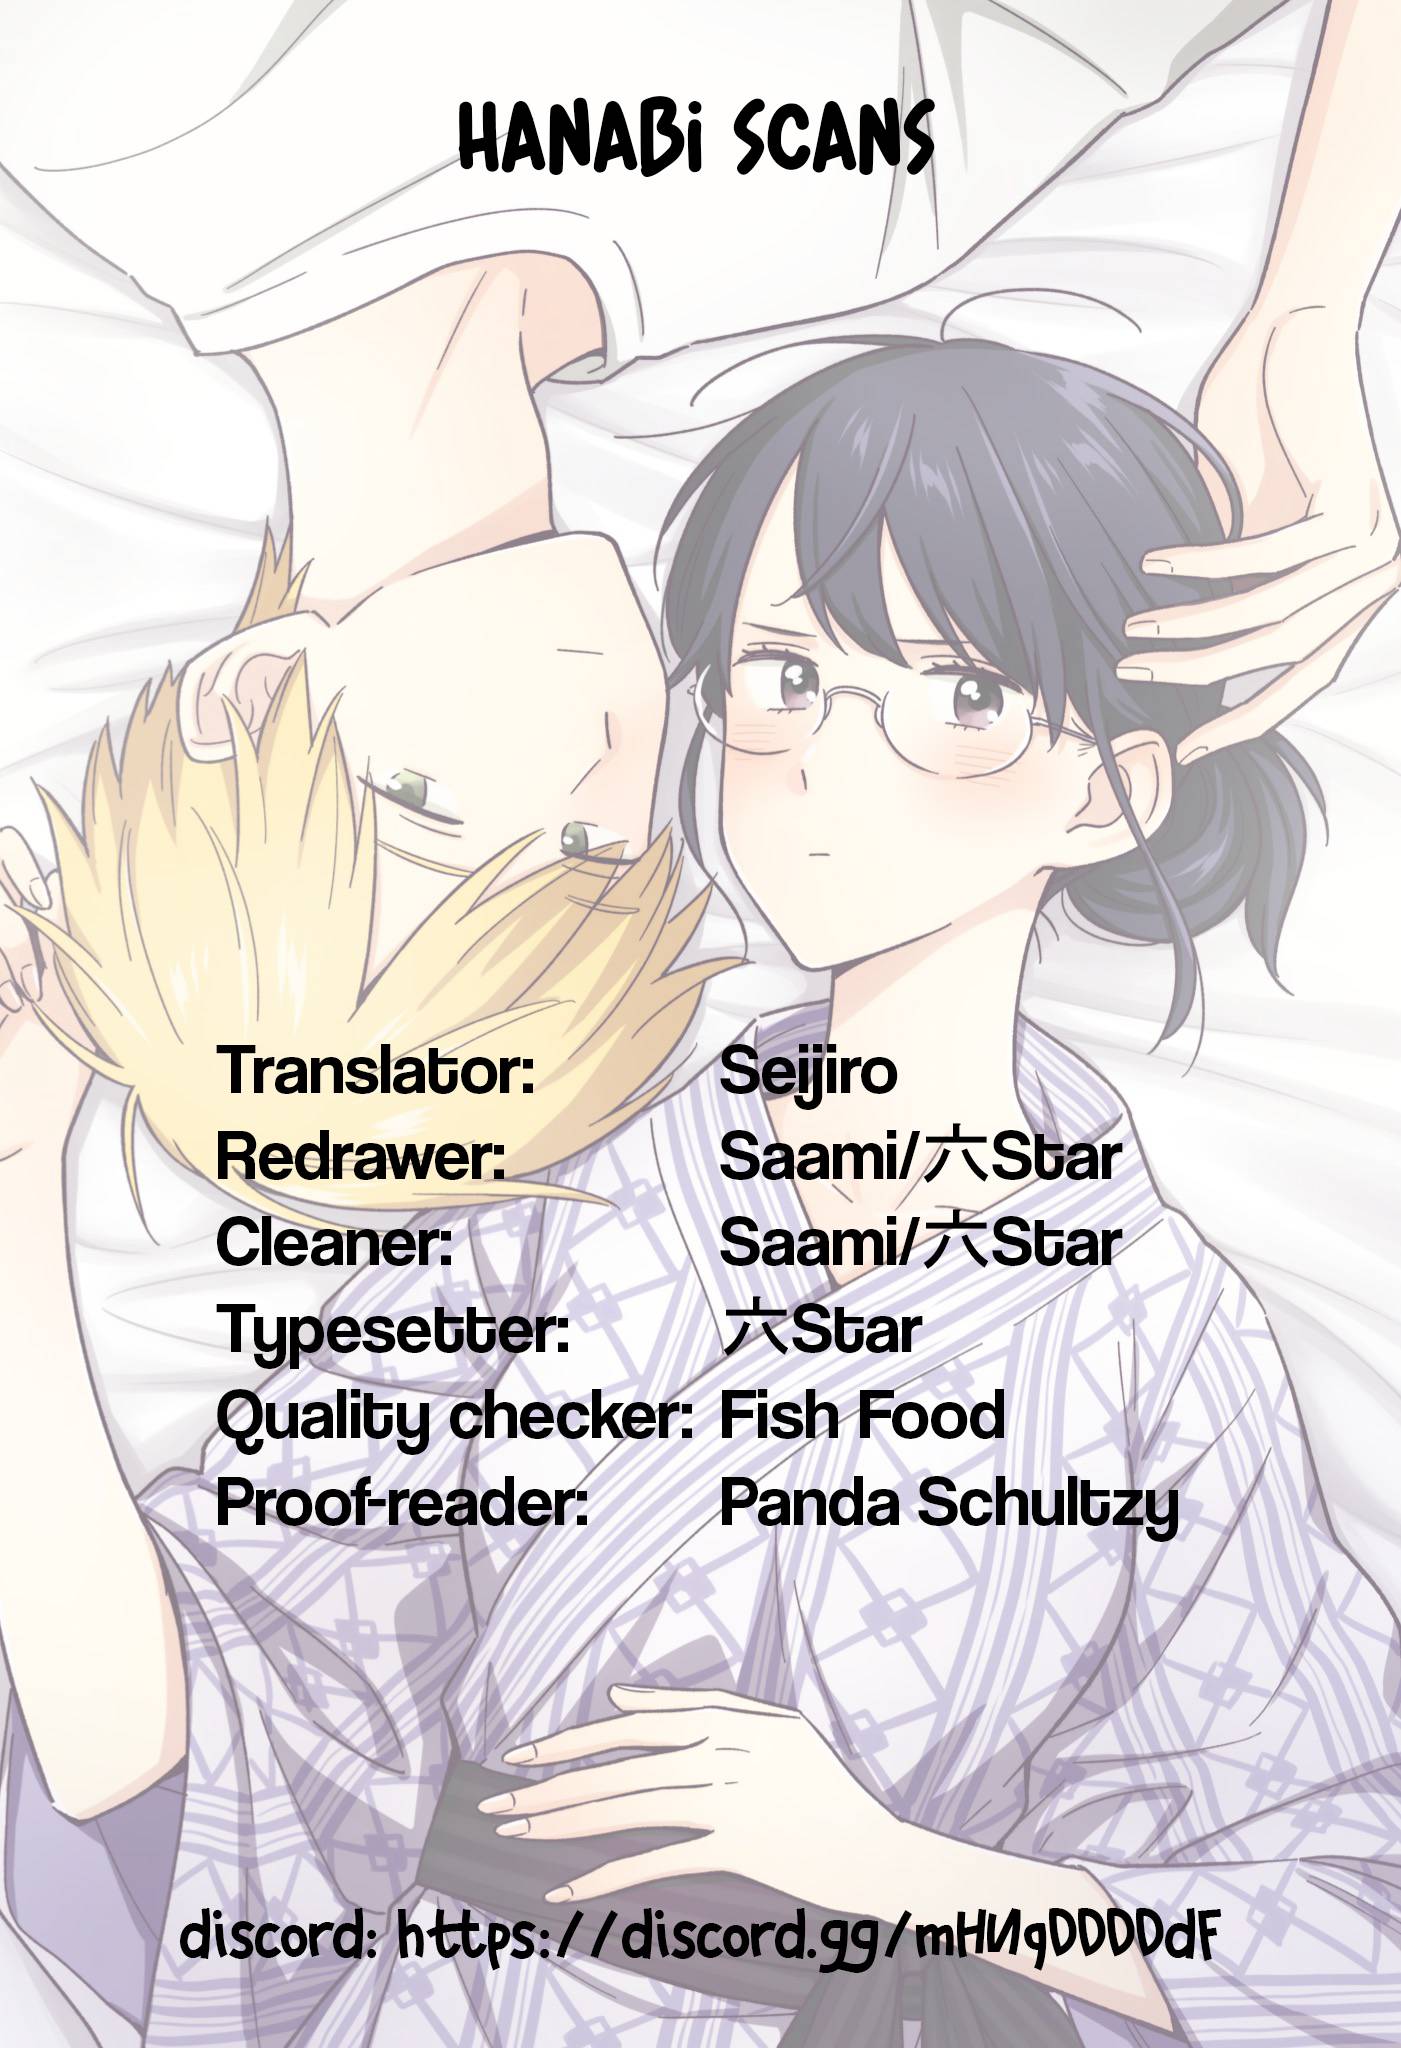 HANABi SCANS
Translator: Seijiro
Redrawer: Saami/六Star
Cleaner: Saami/六Star
Typesetter: 六Star
Quality checker: Fish Food
Proof-reader: Panda Schultzy
discord: https://discord.gg/mHNqDDDDdF